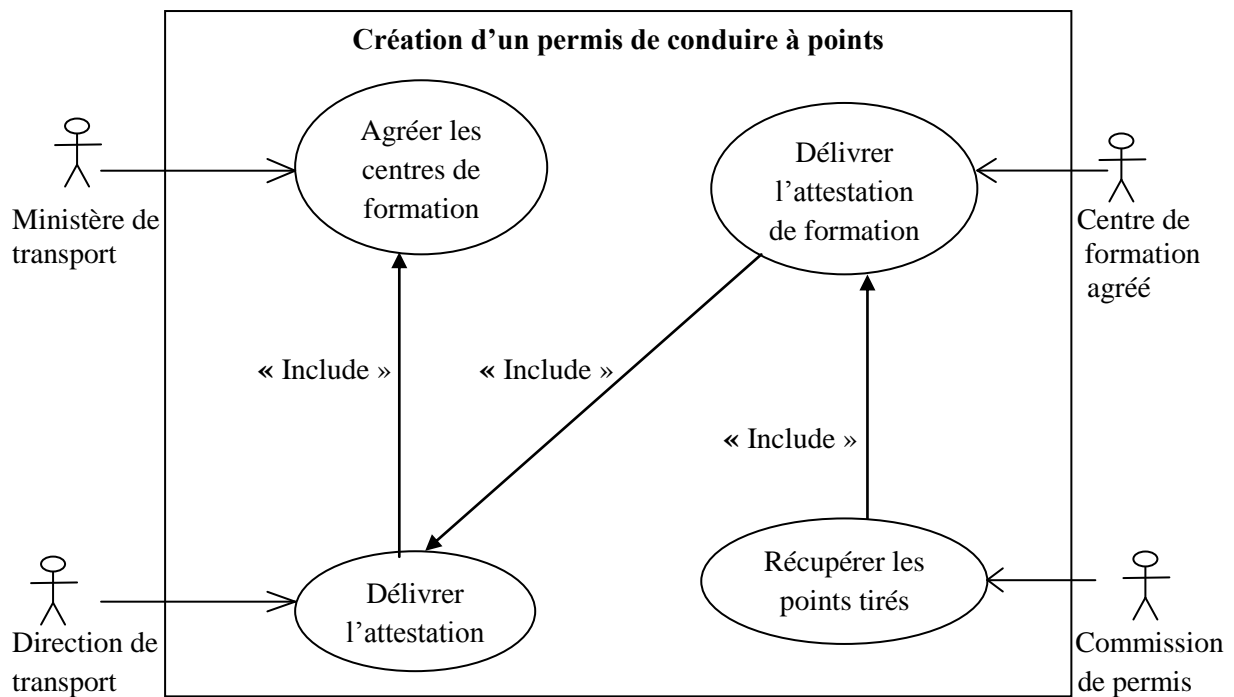 Création d’un permis de conduire à points
Agréer les
centres de
formation
Délivrer
l’attestation
de formation
Ministère de
transport
Centre de
formation
agréé
« Include »
« Include »
« Include »
Délivrer
l’attestation
Récupérer les
points tirés
Direction de
transport
Commission
de permis